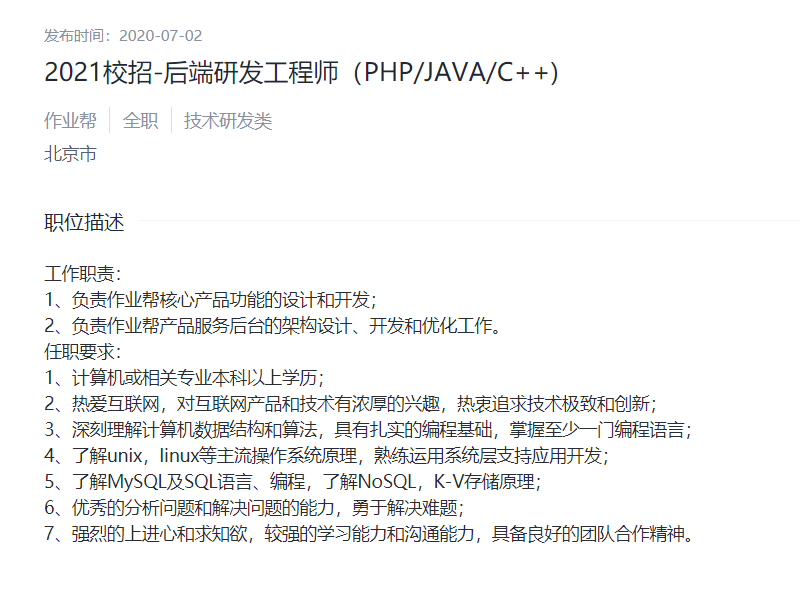 发布时间：2020-07-02
2021校招-后端研发工程师（PHP/JAVA/C++)
作业帮 全职 技术研发类
北京市
职位描述
工作职责：
1、负责作业帮核心产品功能的设计和开发；
2、负责作业帮产品服务后台的架构设计、开发和优化工作。
任职要求：
1、计算机或相关专业本科以上学历；
2、热爱互联网，对互联网产品和技术有浓厚的兴趣，热衷追求技术极致和创新；
3、深刻理解计算机数据结构和算法，具有扎实的编程基础，掌握至少一门编程语言；
4、了解unix，linux等主流操作系统原理，熟练运用系统层支持应用开发；
5、了解MySQL及SQL语言、编程，了解NoSQL，K-V存储原理；
6、优秀的分析问题和解决问题的能力，勇于解决难题；
7、强烈的上进心和求知欲，较强的学习能力和沟通能力，具备良好的团队合作精神。